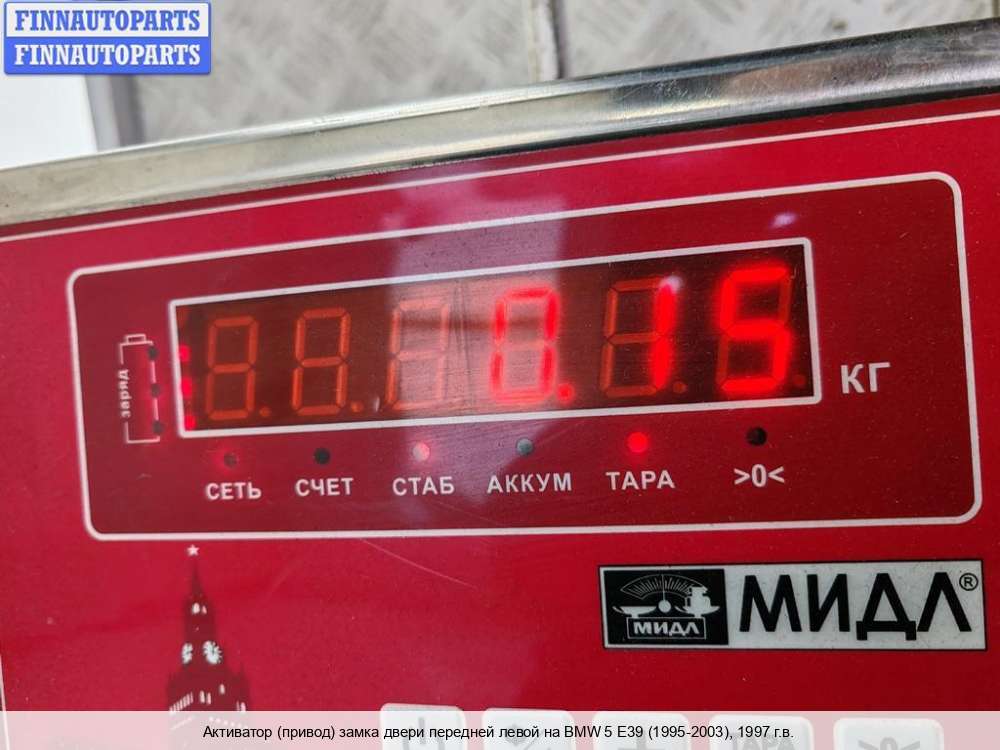 FINNAUTOPARTS
FINNAUTOPARTS
заряд
0.15
КГ
СЕТЬ СЧЕТ СТАБ АККУМ ТАРА >0<
МИДЛ
МИДЛ®
Активатор (привод) замка двери передней левой на BMW 5 E39 (1995-2003), 1997 г.в.